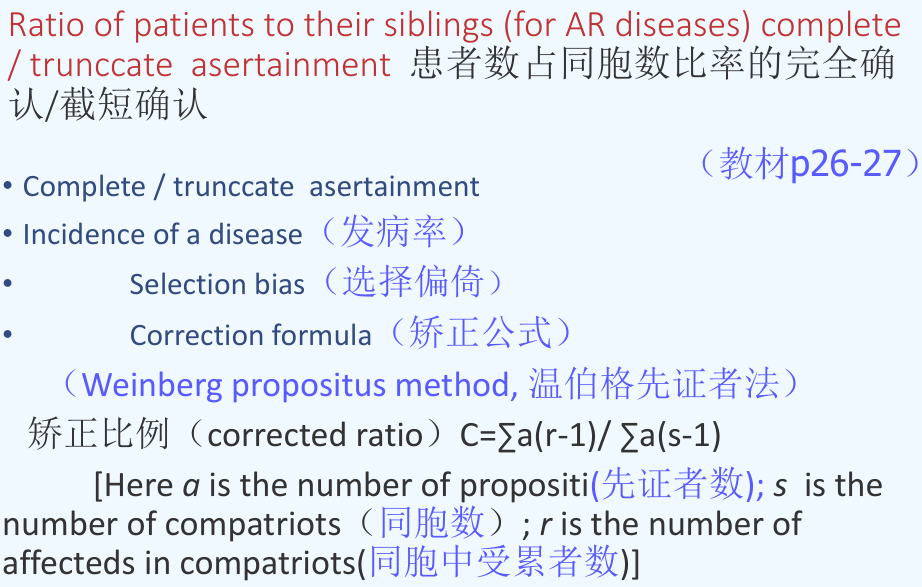 Ratio of patients to their siblings (for AR diseases) complete
/ trunccate asertainment 患者数占同胞数比率的完全确
认/截短确认
（教材p26-27）
• Complete / trunccate asertainment
• Incidence of a disease（发病率）
• Selection bias（选择偏倚）
• Correction formula（矫正公式）
（Weinberg propositus method, 温伯格先证者法）
矫正比例（corrected ratio）C=∑a(r-1)/ ∑a(s-1)
[Here a is the number of propositi(先证者数); s is the
number of compatriots（同胞数）; r is the number of
affecteds in compatriots(同胞中受累者数)]